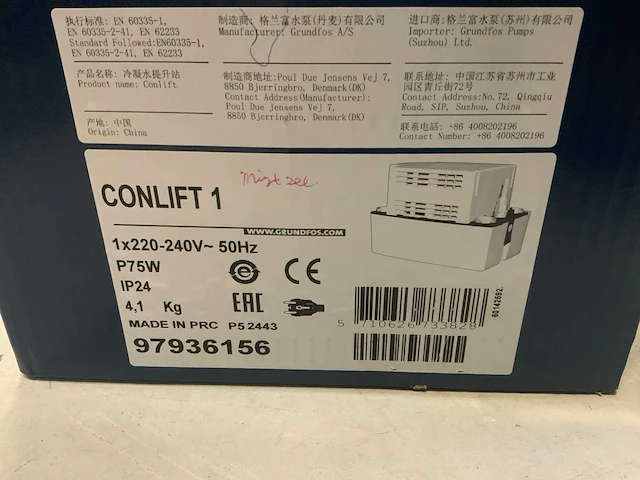 执行标准: EN 60335-1,
EN 60335-2-41, EN 62233
Standard Followed:EN60335-1,
EN 60335-2-41, EN 62233
制造商: 格兰富水泵(丹麦)有限公司
Manufacturer: Grundfos A/S
进口商: 格兰富水泵(苏州)有限公司
Importer: Grundfos Pumps
(Suzhou) Ltd.
产品名称: 冷凝水提升站
Product name: Conlift
制造商地址:Poul Due Jensens Vej 7,
8850 Bjerringbro, Denmark(DK)
Contact Address(Manufacturer):
Poul Due Jensens Vej 7,
8850 Bjerringbro, Denmark(DK)
联系地址: 中国江苏省苏州市工业
园区青丘街72号
Contact Address:No.72, Qingqiu
Road, SIP, Suzhou, China
产地: 中国
Origin: China
联系电话: +86 4008202196
Contact Number: +86 4008202196
CONLIFT 1
WWW.GRUNDFOS.COM
1x220-240V~ 50Hz
P75W
IP24
4,1 Kg
CE
EAC
MADE IN PRC P5 2443
97936156
5 710626 733828
60142692.